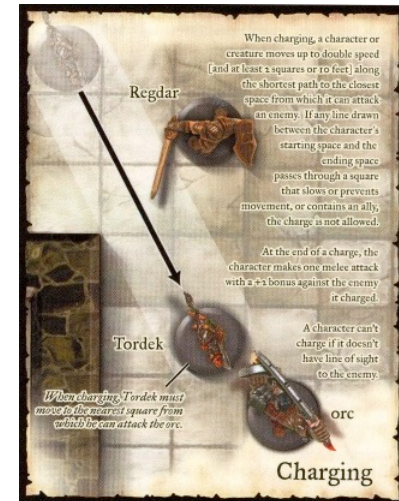 When charging, a character or
creature moves up to double speed
[and at least 2 squares or 10 feet] along
the shortest path to the closest
space from which it can attack
an enemy. If any line drawn
between the character's
starting space and the
ending space
passes through a square
that slows or prevents
movement, or contains an ally,
the charge is not allowed.
Regdar
At the end of a charge, the
character makes one melee attack
with a +2 bonus against the enemy
it charged.
A character can't
charge if it doesn't
have line of sight
to the enemy.
Tordek
When charging, Tordek must
move to the nearest square from
which he can attack the orc.
orc
Charging